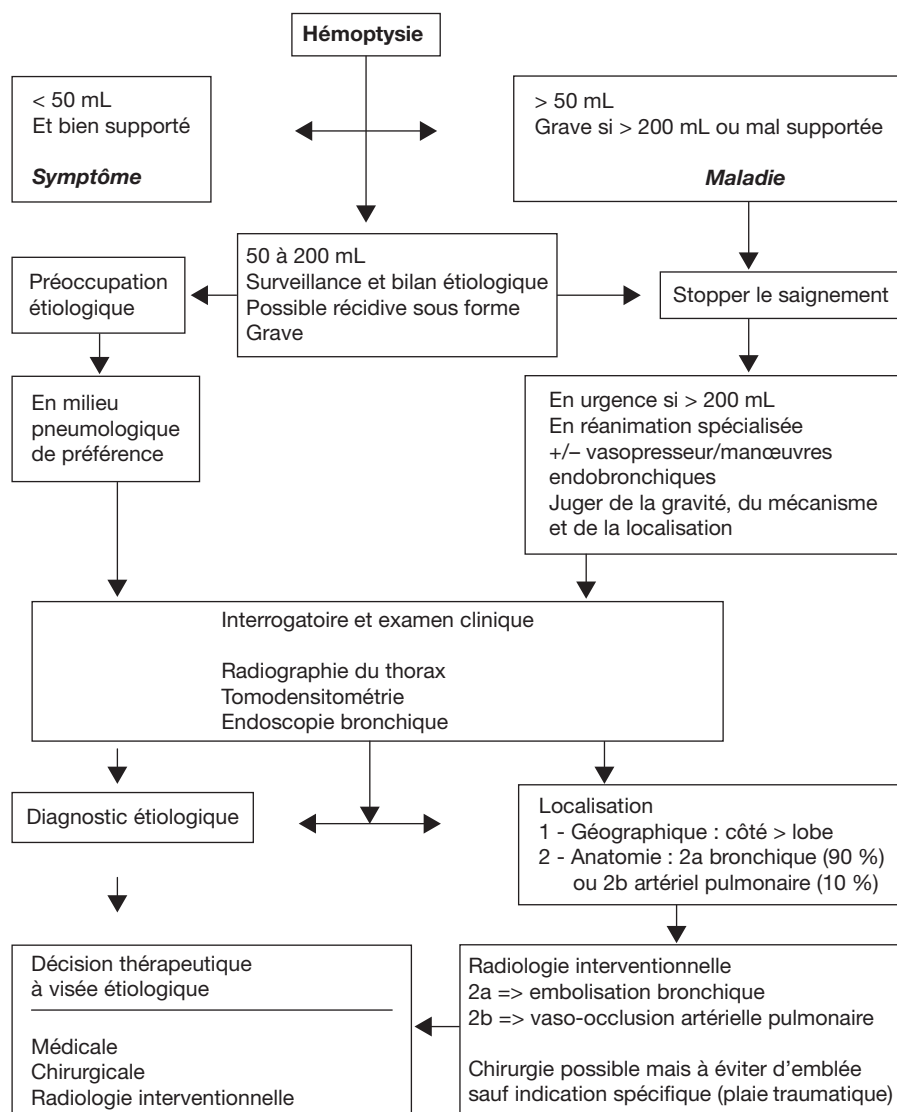 Hémoptysie
< 50 mL
Et bien supporté
Symptôme
> 50 mL
Grave si > 200 mL ou mal supportée
Maladie
50 à 200 mL
Surveillance et bilan étiologique
Possible récidive sous forme
Grave
Préoccupation
étiologique
Stopper le saignement
En milieu
pneumologique
de préférence
En urgence si > 200 mL
En réanimation spécialisée
+/– vasopresseur/manœuvres
endobronchiques
Juger de la gravité, du mécanisme
et de la localisation
Interrogatoire et examen clinique
Radiographie du thorax
Tomodensitométrie
Endoscopie bronchique
Diagnostic étiologique
Localisation
1 - Géographique : côté > lobe
2 - Anatomie : 2a bronchique (90 %)
ou 2b artériel pulmonaire (10 %)
Décision thérapeutique
à visée étiologique
Médicale
Chirurgicale
Radiologie interventionnelle
Radiologie interventionnelle
2a => embolisation bronchique
2b => vaso-occlusion artérielle pulmonaire
Chirurgie possible mais à éviter d'emblée
sauf indication spécifique (plaie traumatique)